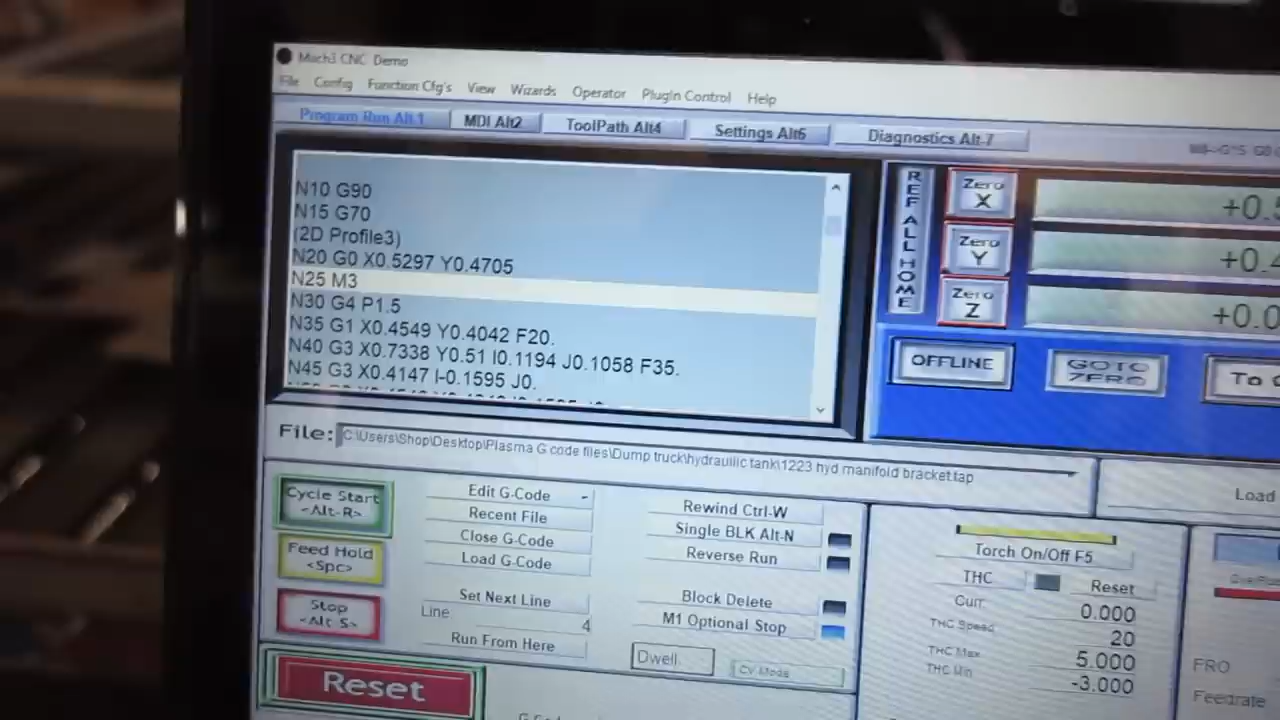 Mach3 CNC Demo
File Config Function Cfg's View Wizards Operator PlugIn Control Help
Program Run Alt.1 MDI Alt2 ToolPath Alt4 Settings Alt6 Diagnostics Alt-7
N10 G90
N15 G70
(2D Profile3)
N20 G0 X0.5297 Y0.4705
N25 M3
N30 G4 P1.5
N35 G1 X0.4549 Y0.4042 F20.
N40 G3 X0.7338 Y0.51 I0.1194 J0.1058 F35.
N45 G3 X0.4147 I-0.1595 J0.
REF ALL HOME
Zero X
Zero Y
Zero Z
OFFLINE GOTO ZERO To
File: C:\Users\Shop\Desktop\Plasma G code files\Dump truck\hydrauilic tank\1223 hyd manifold bracket.tap
Load
Cycle Start
<Alt-R>
Feed Hold
<Spc>
Stop
<Alt S>
Reset
Edit G-Code
Recent File
Close G-Code
Load G-Code
Set Next Line
Line 4
Run From Here
Rewind Ctrl-W
Single BLK Alt-N
Reverse Run
Block Delete
M1 Optional Stop
Dwell CV Mode
Torch On/Off F5
THC Reset
Curr. 0.000
THC Speed 20
THC Max 5.000
THC Min -3.000
FRO
Feedrate